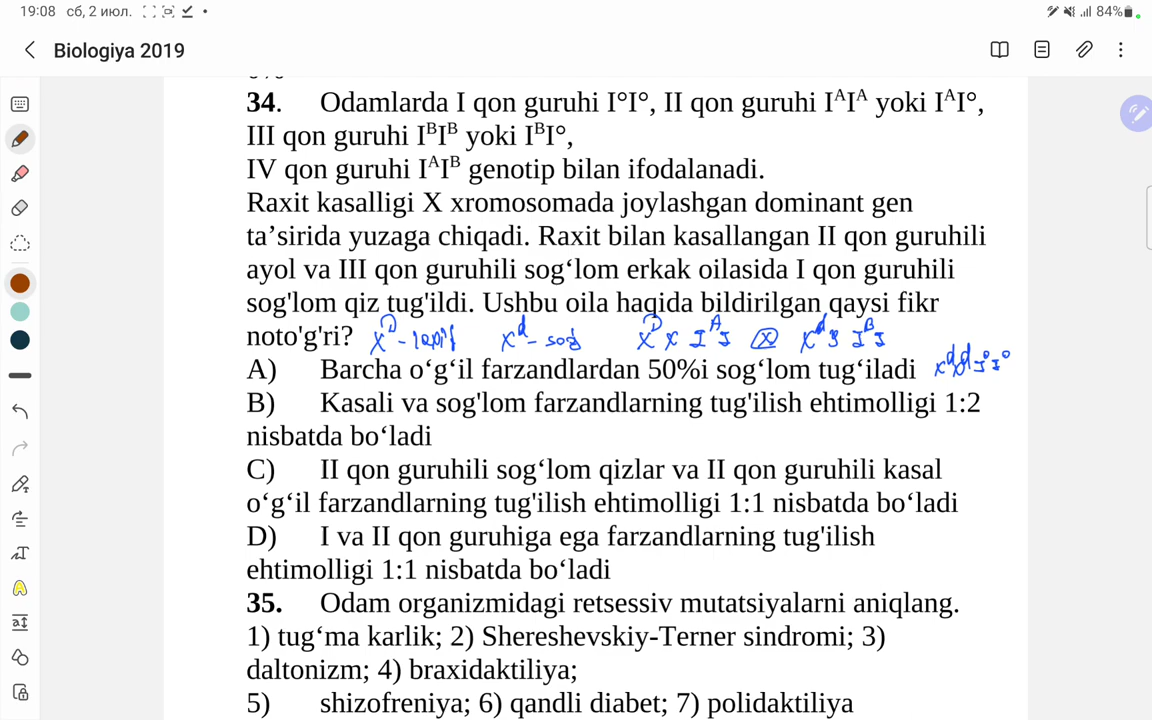 19:08 сб, 2 июл. 84%
Biologiya 2019
34. Odamlarda I qon guruhi I°I°, II qon guruhi IᴬIᴬ yoki IᴬI°,
III qon guruhi IᴮIᴮ yoki IᴮI°,
IV qon guruhi IᴬIᴮ genotip bilan ifodalanadi.
Raxit kasalligi X xromosomada joylashgan dominant gen
ta’sirida yuzaga chiqadi. Raxit bilan kasallangan II qon guruhili
ayol va III qon guruhili sog‘lom erkak oilasida I qon guruhili
sog'lom qiz tug'ildi. Ushbu oila haqida bildirilgan qaysi fikr
noto'g'ri?
A) Barcha o‘g‘il farzandlardan 50%i sog‘lom tug‘iladi
B) Kasali va sog'lom farzandlarning tug'ilish ehtimolligi 1:2
nisbatda bo‘ladi
C) II qon guruhili sog‘lom qizlar va II qon guruhili kasal
o‘g‘il farzandlarning tug'ilish ehtimolligi 1:1 nisbatda bo‘ladi
D) I va II qon guruhiga ega farzandlarning tug'ilish
ehtimolligi 1:1 nisbatda bo‘ladi
35. Odam organizmidagi retsessiv mutatsiyalarni aniqlang.
1) tug‘ma karlik; 2) Shereshevskiy-Terner sindromi; 3)
daltonizm; 4) braxidaktiliya;
5) shizofreniya; 6) qandli diabet; 7) polidaktiliya